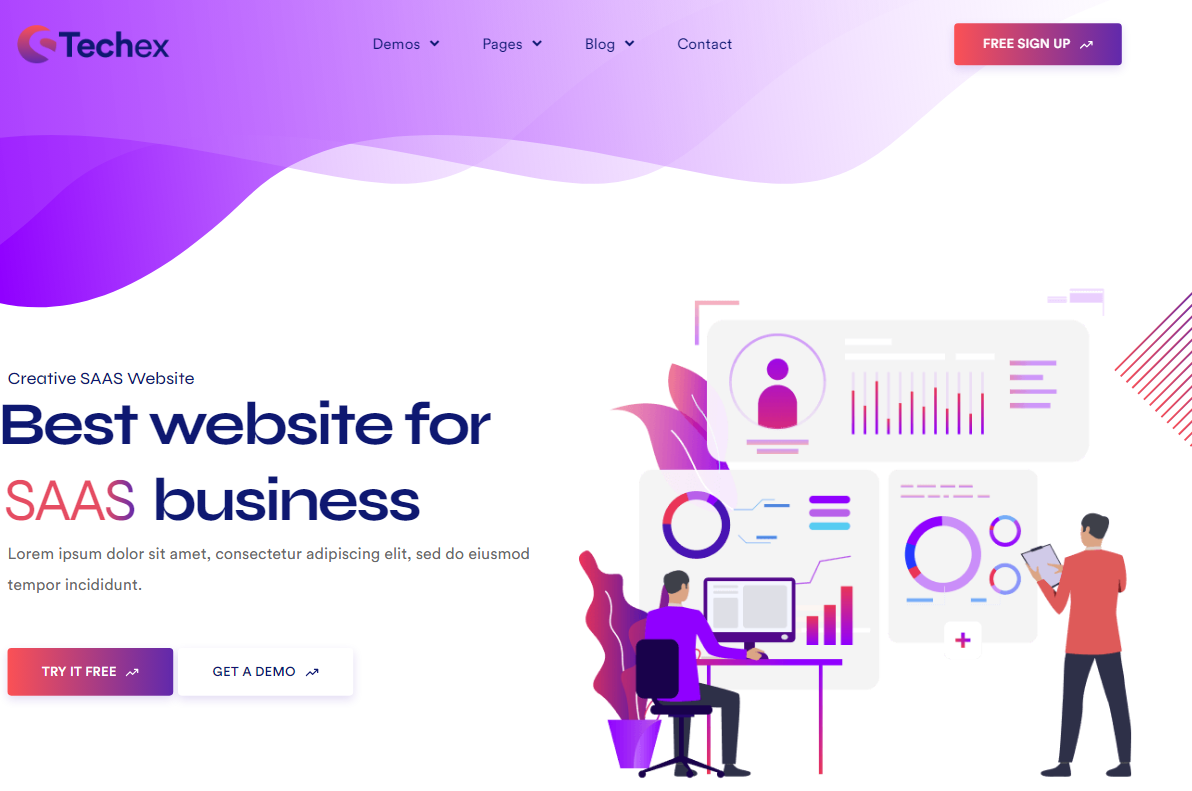 Techex
Demos Pages Blog Contact
FREE SIGN UP
Creative SAAS Website
Best website for
SAAS business
Lorem ipsum dolor sit amet, consectetur adipiscing elit, sed do eiusmod
tempor incididunt.
TRY IT FREE
GET A DEMO